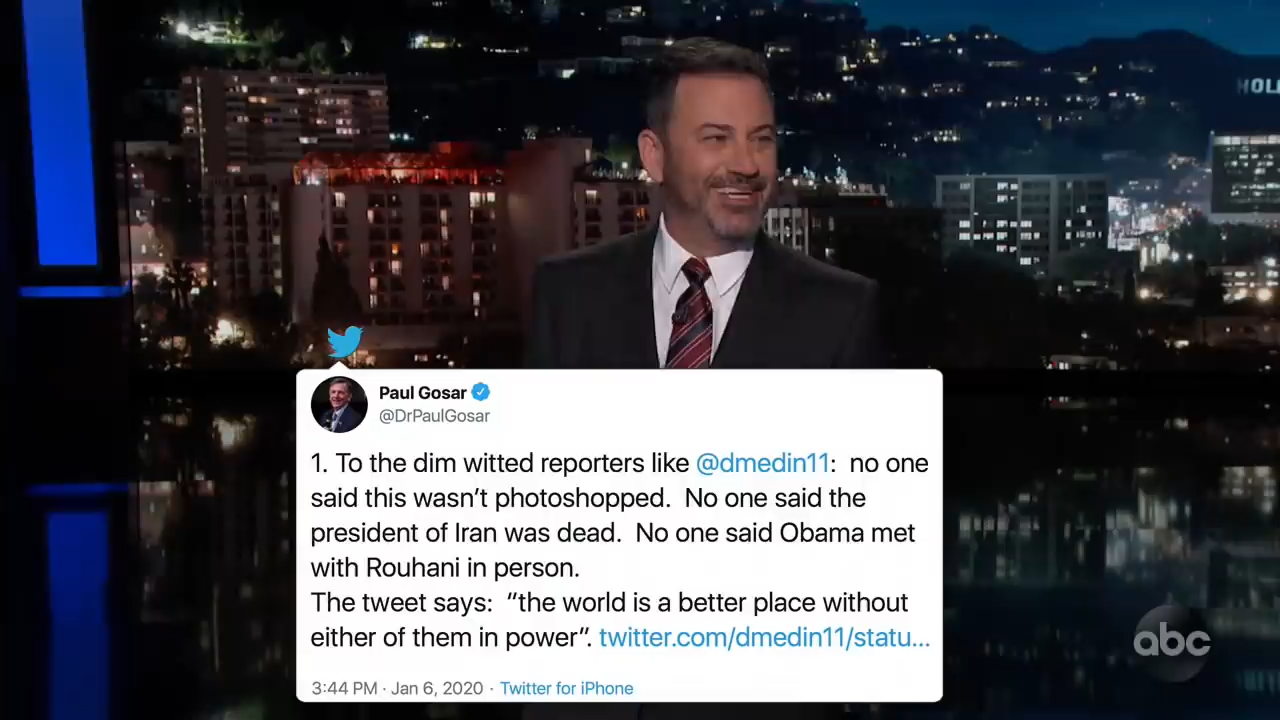 HOLL
Paul Gosar
@DrPaulGosar
1. To the dim witted reporters like @dmedin11:  no one
said this wasn’t photoshopped.  No one said the
president of Iran was dead.  No one said Obama met
with Rouhani in person.
The tweet says:  “the world is a better place without
either of them in power”. twitter.com/dmedin11/statu...
abc
3:44 PM · Jan 6, 2020 · Twitter for iPhone